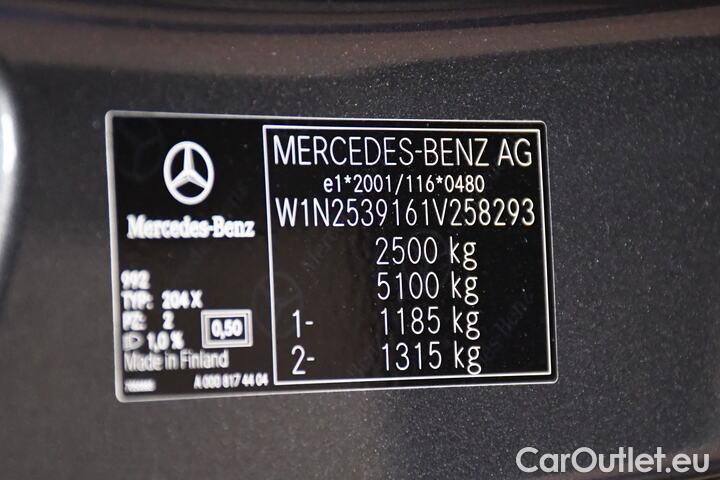 MERCEDES-BENZ AG
e1*2001/116*0480
W1N2539161V258293
2500 kg
5100 kg
1- 1185 kg
2- 1315 kg
Mercedes-Benz
992
TYP: 204 X
PZ: 2
1,0 %
0,50
Made in Finland
A 000 817 44 04
CarOutlet.eu